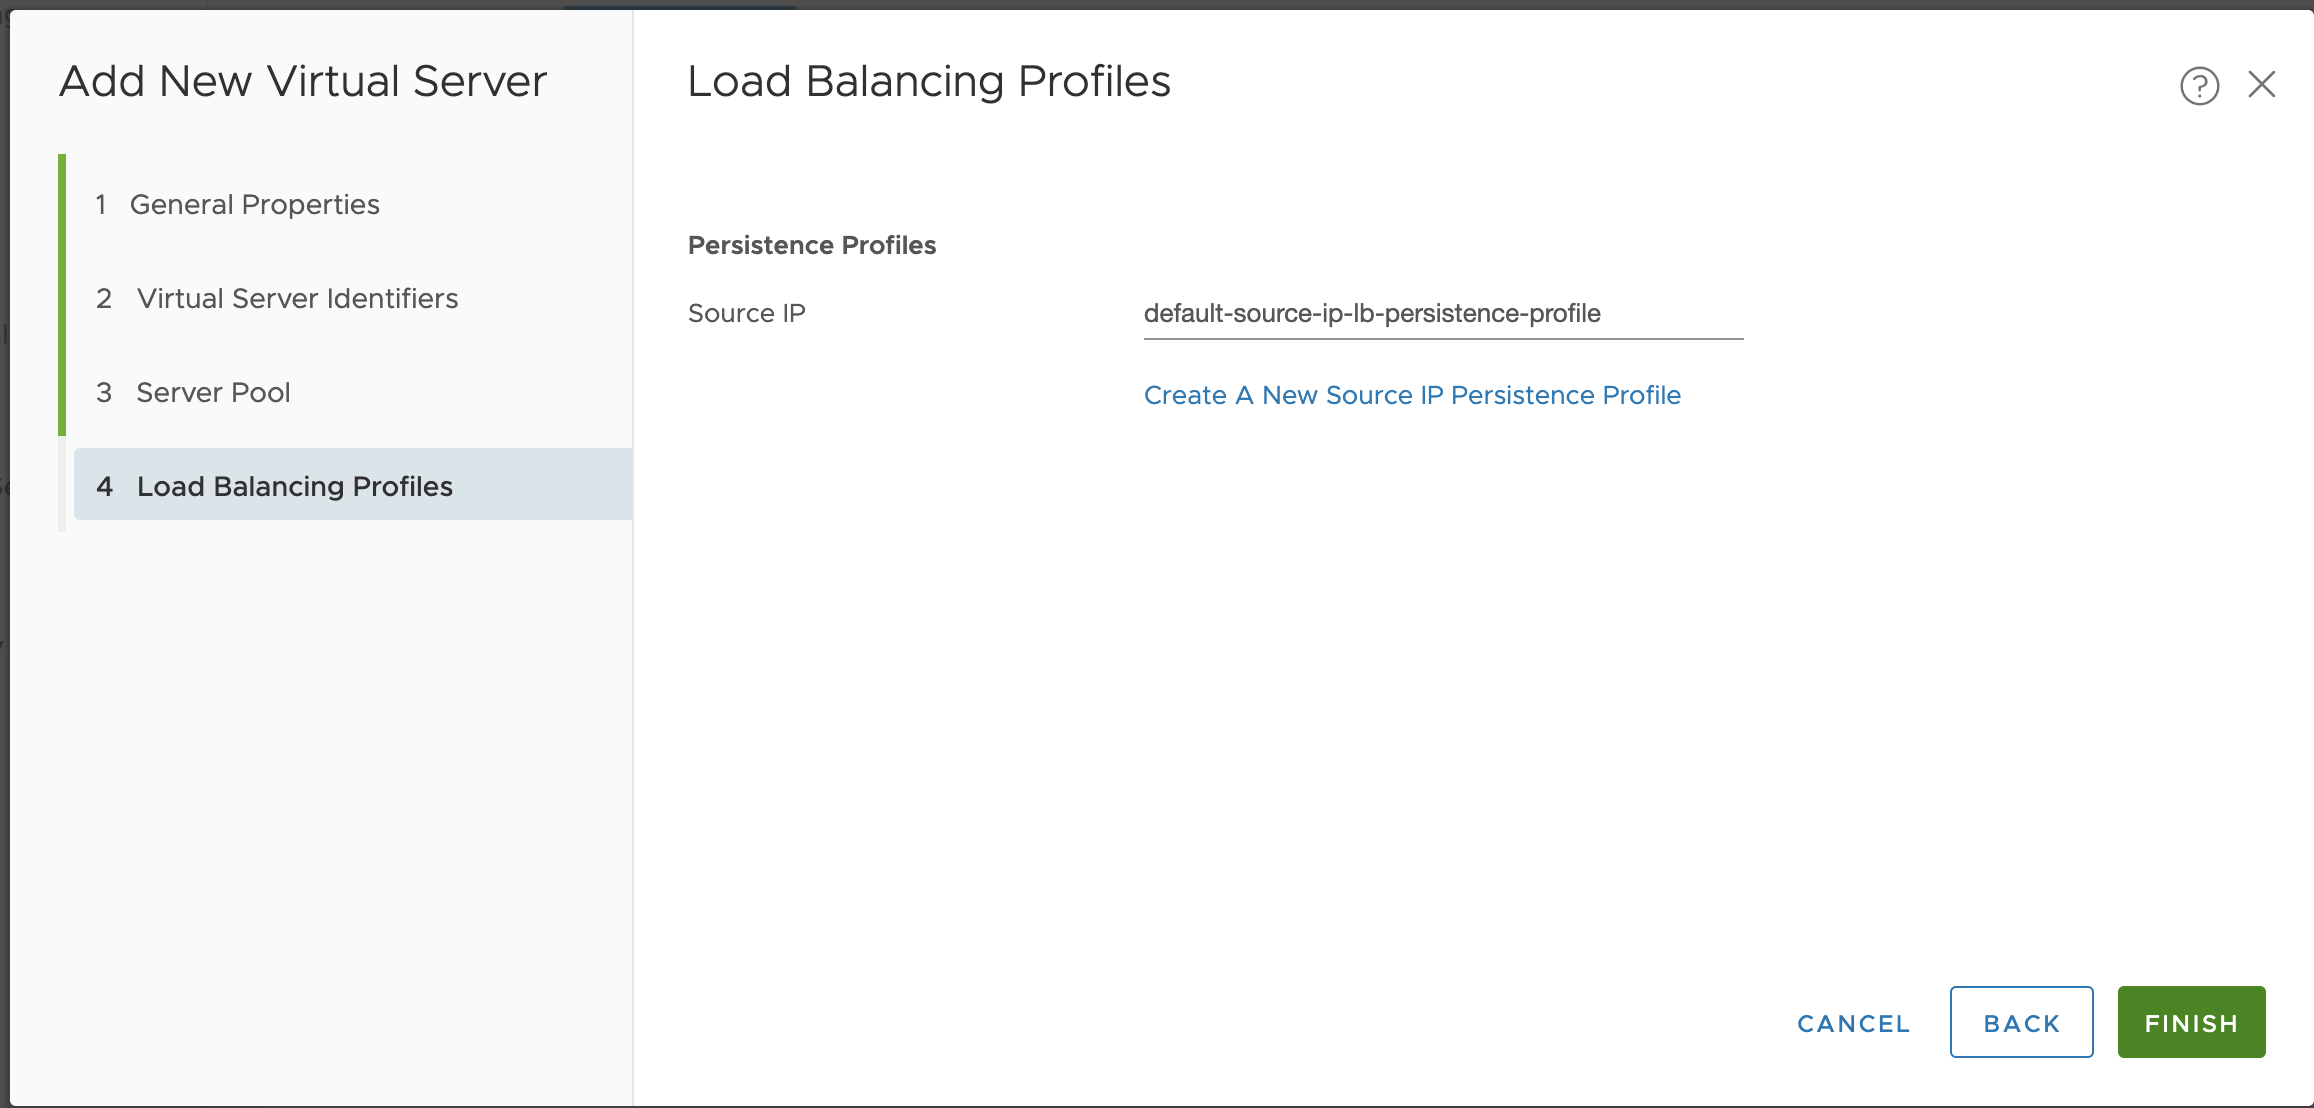 Add New Virtual Server
1 General Properties
2 Virtual Server Identifiers
3 Server Pool
4 Load Balancing Profiles
Load Balancing Profiles
?
Persistence Profiles
Source IP
default-source-ip-lb-persistence-profile
Create A New Source IP Persistence Profile
CANCEL
BACK
FINISH